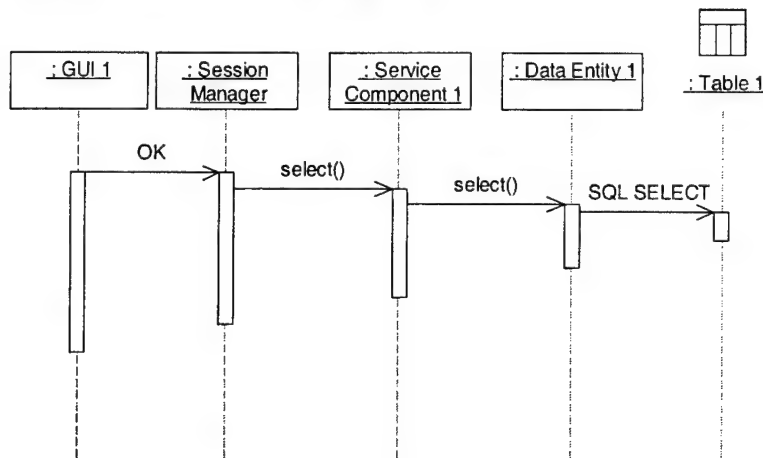 : GUI 1
: Session
Manager
: Service
Component 1
: Data Entity 1
: Table 1
OK
select()
select()
SQL SELECT